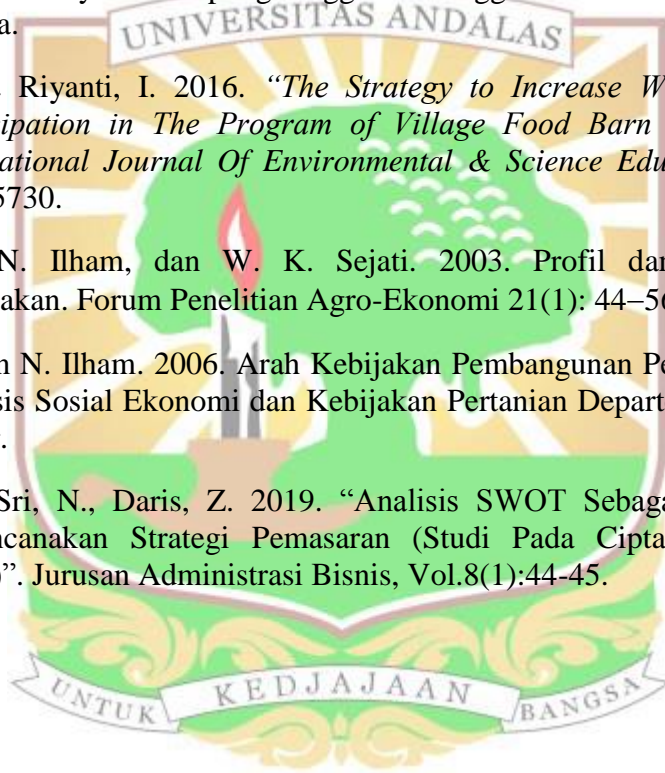 a.
UNIVERSITAS ANDALAS
Riyanti, I. 2016. “The Strategy to Increase W
ipation in The Program of Village Food Barn
ational Journal Of Environmental & Science Edu
5730.
N. Ilham, dan W. K. Sejati. 2003. Profil dan
akan. Forum Penelitian Agro-Ekonomi 21(1): 44–56
n N. Ilham. 2006. Arah Kebijakan Pembangunan Pe
sis Sosial Ekonomi dan Kebijakan Pertanian Depart
Sri, N., Daris, Z. 2019. “Analisis SWOT Sebaga
ncanakan Strategi Pemasaran (Studi Pada Cipta
)”. Jurusan Administrasi Bisnis, Vol.8(1):44-45.
UNTUK KEDJAJAAN BANGSA